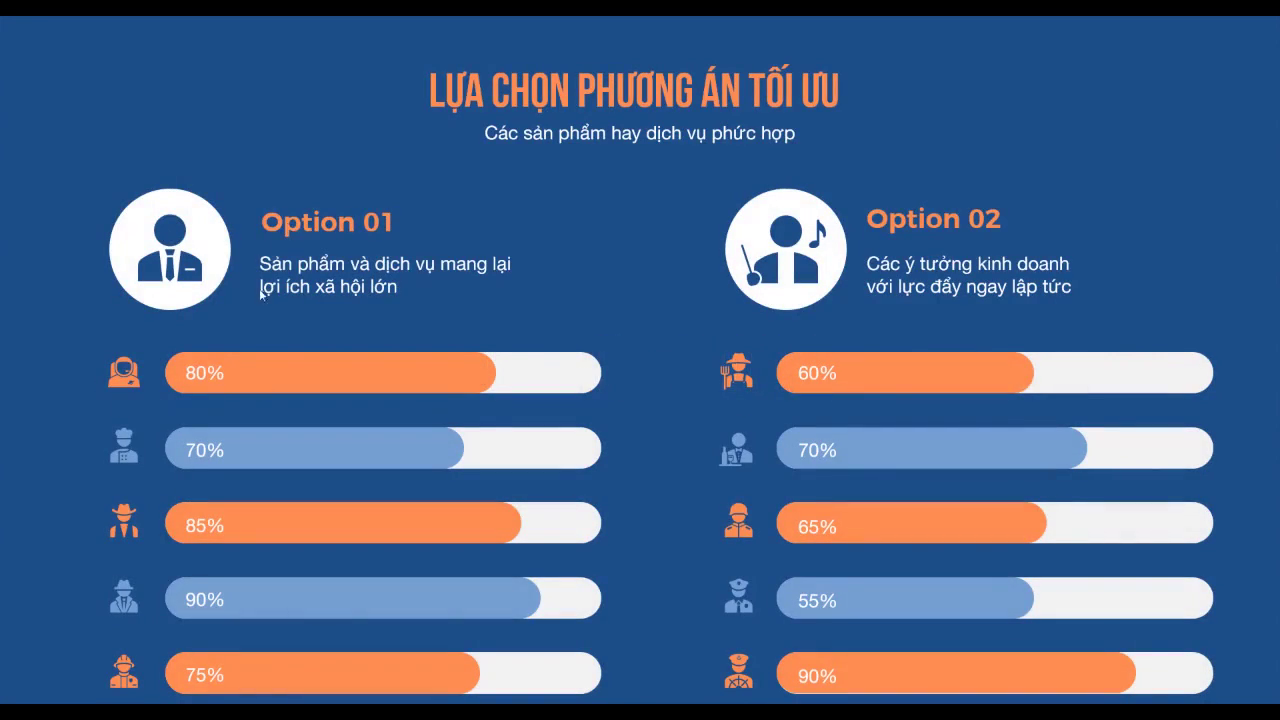 LỰA CHỌN PHƯƠNG ÁN TỐI ƯU
Các sản phẩm hay dịch vụ phức hợp
Option 01
Sản phẩm và dịch vụ mang lại
lợi ích xã hội lớn
80%
70%
85%
90%
75%
Option 02
Các ý tưởng kinh doanh
với lực đẩy ngay lập tức
60%
70%
65%
55%
90%